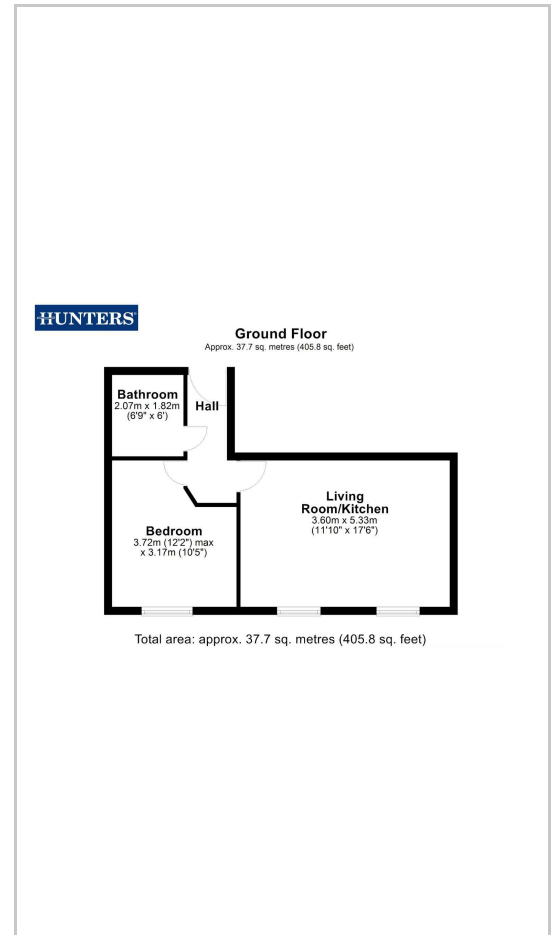 HUNTERS
Ground Floor
Approx. 37.7 sq. metres (405.8 sq. feet)
Bathroom
2.07m x 1.82m
(6'9" x 6')
Hall
Living
Room/Kitchen
3.60m x 5.33m
(11'10" x 17'6")
Bedroom
3.72m (12'2") max
x 3.17m (10'5")
Total area: approx. 37.7 sq. metres (405.8 sq. feet)